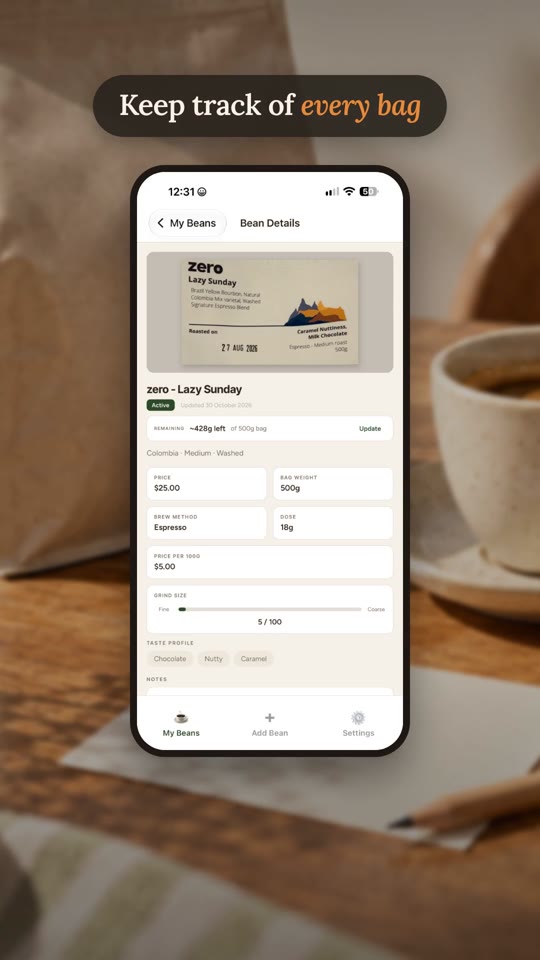 Keep track of every bag
12:31
My Beans
Bean Details
zero
Lazy Sunday
Brazil Yellow Bourbon, Natural
Colombia Mix varietal, Washed
Signature Espresso Blend
Roasted on
27 AUG 2026
Caramel Nuttiness,
Milk Chocolate
Espresso - Medium roast
500g
zero - Lazy Sunday
Active
Updated 30 October 2026
REMAINING ~428g left of 500g bag
Update
Colombia · Medium · Washed
PRICE
$25.00
BAG WEIGHT
500g
BREW METHOD
Espresso
DOSE
18g
PRICE PER 100G
$5.00
GRIND SIZE
Fine
Coarse
5 / 100
TASTE PROFILE
Chocolate
Nutty
Caramel
NOTES
My Beans
Add Bean
Settings